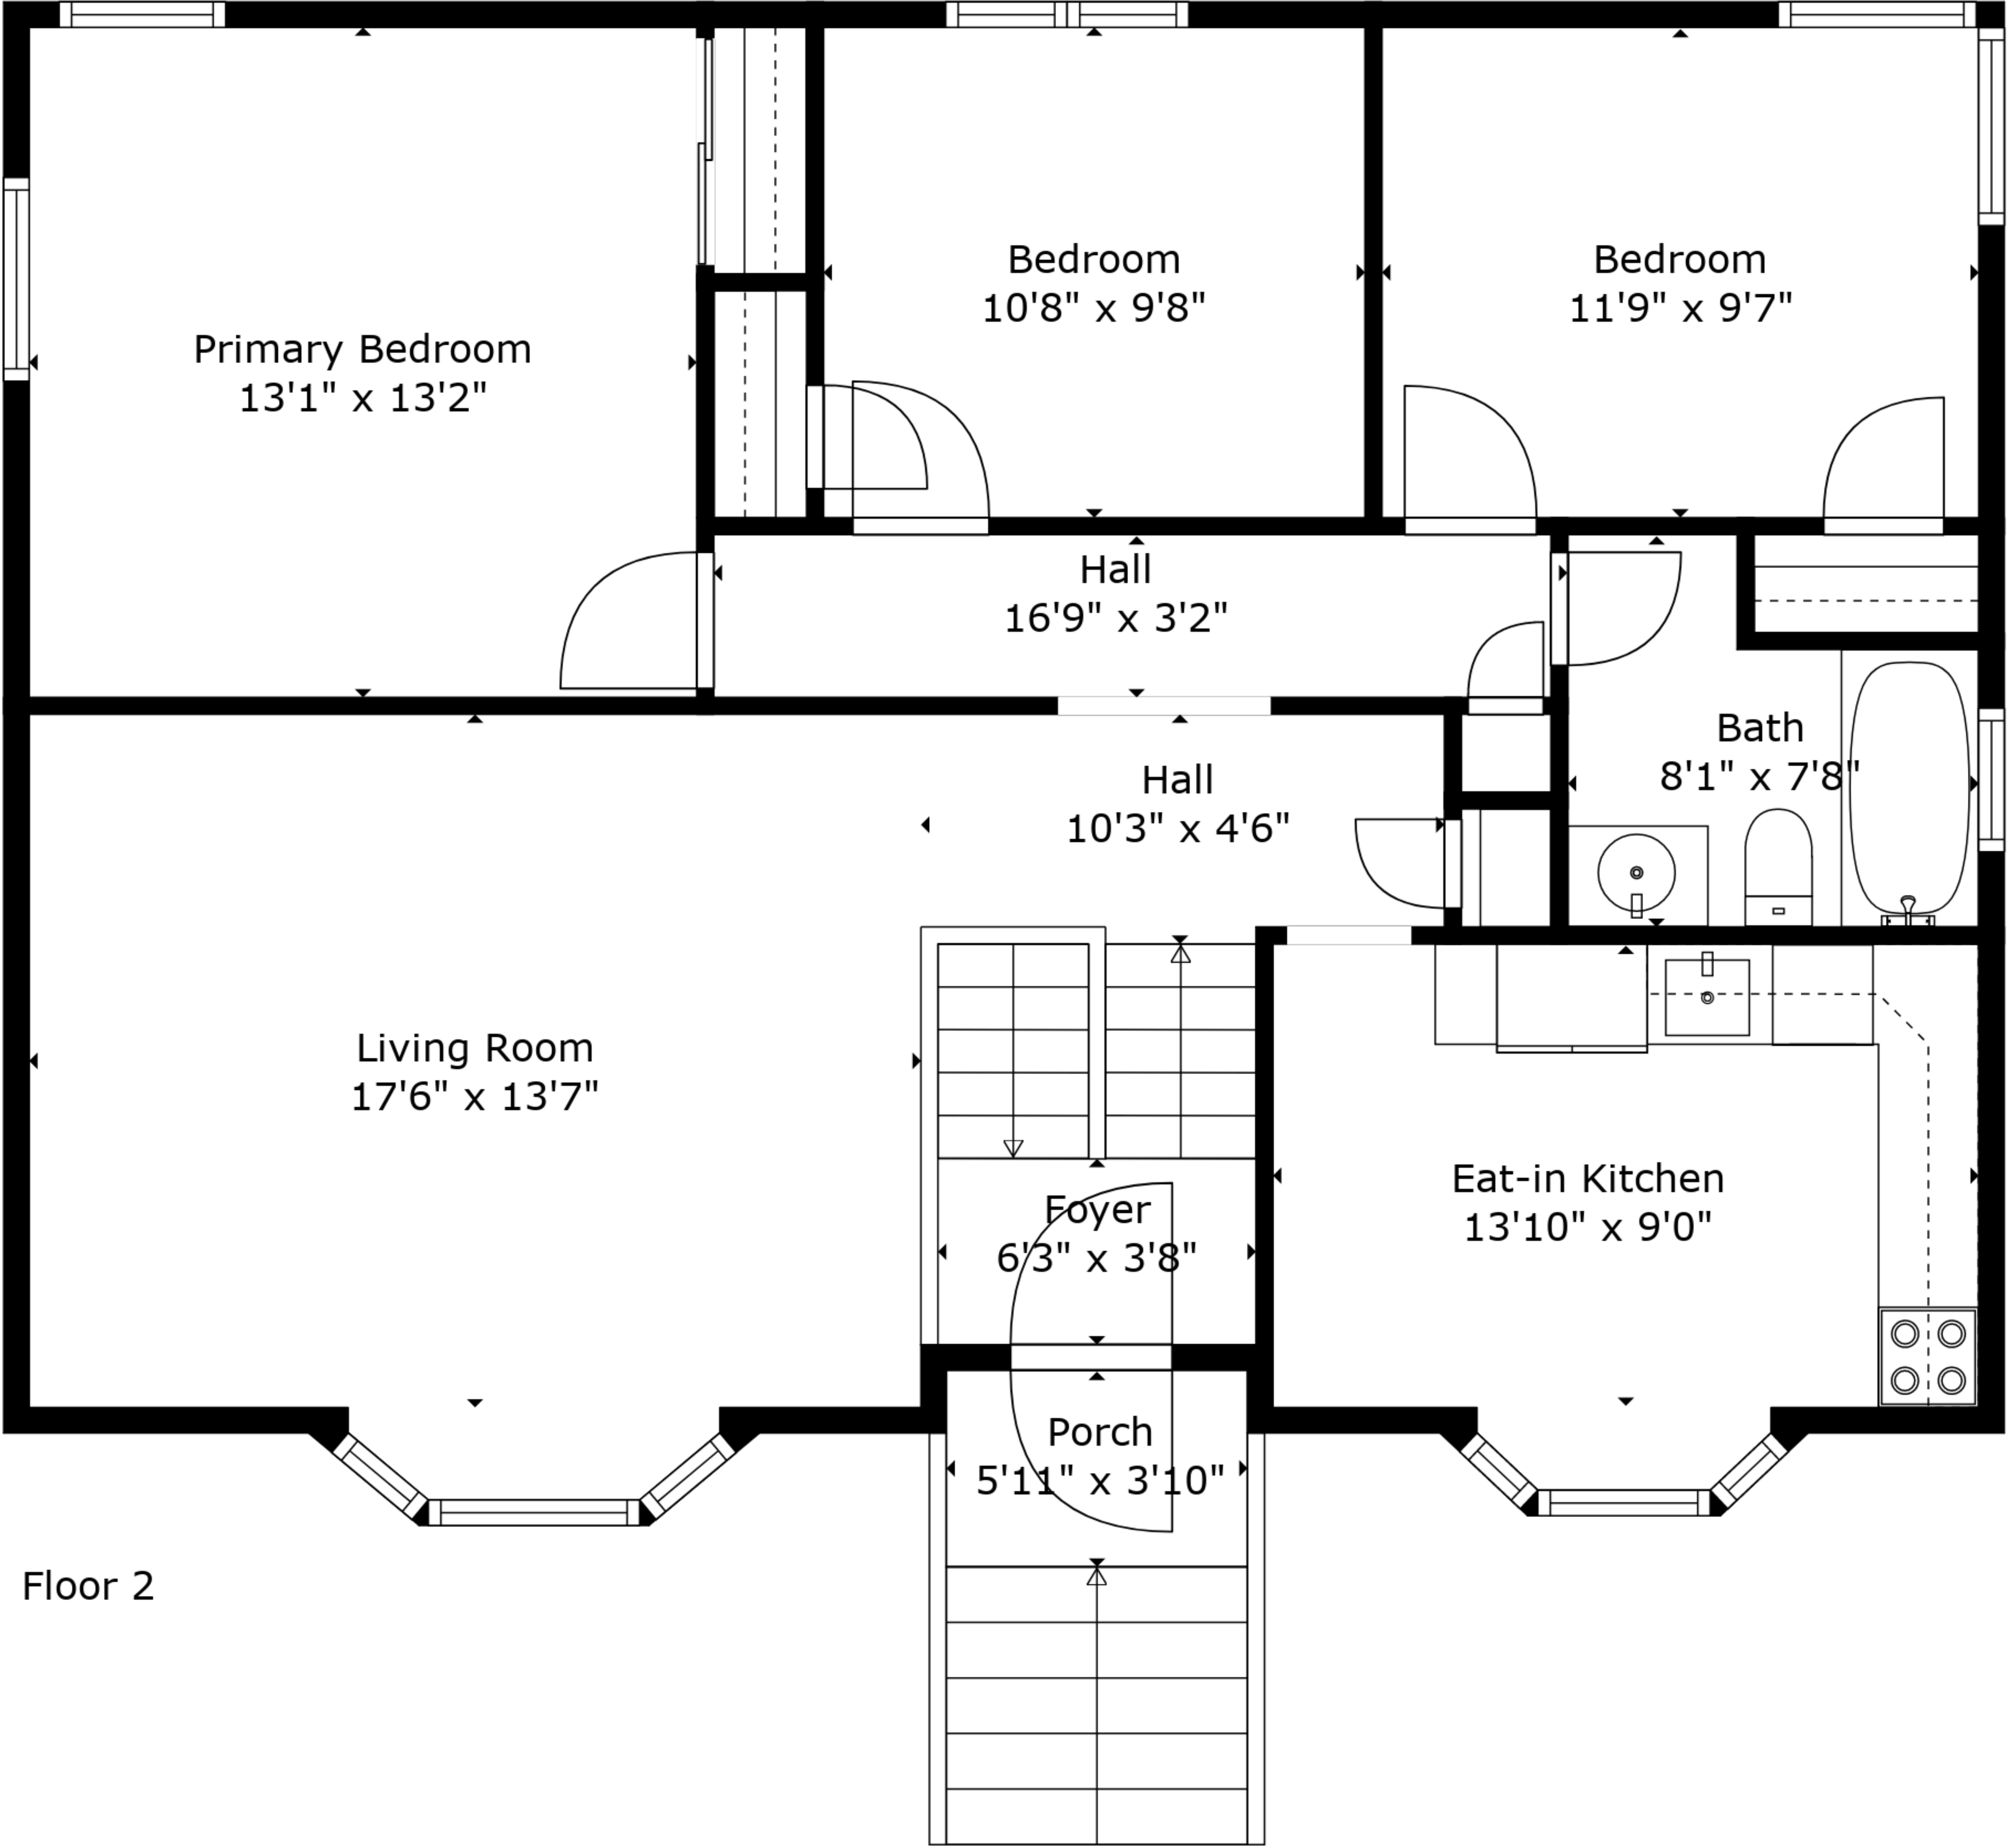 Primary Bedroom
13'1" x 13'2"
Bedroom
10'8" x 9'8"
Bedroom
11'9" x 9'7"
Hall
16'9" x 3'2"
Bath
8'1" x 7'8"
Hall
10'3" x 4'6"
Living Room
17'6" x 13'7"
Foyer
6'3" x 3'8"
Eat-in Kitchen
13'10" x 9'0"
Porch
5'11" x 3'10"
Floor 2